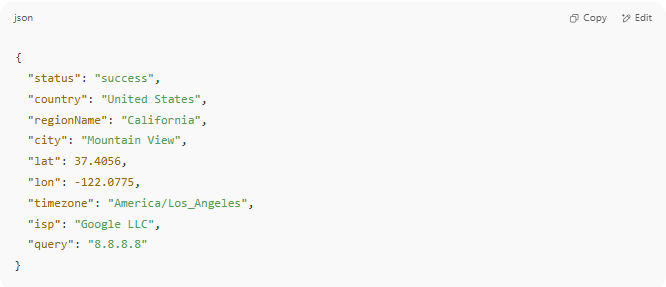 json
Copy
Edit
{
"status": "success",
"country": "United States",
"regionName": "California",
"city": "Mountain View",
"lat": 37.4056,
"lon": -122.0775,
"timezone": "America/Los_Angeles",
"isp": "Google LLC",
"query": "8.8.8.8"
}